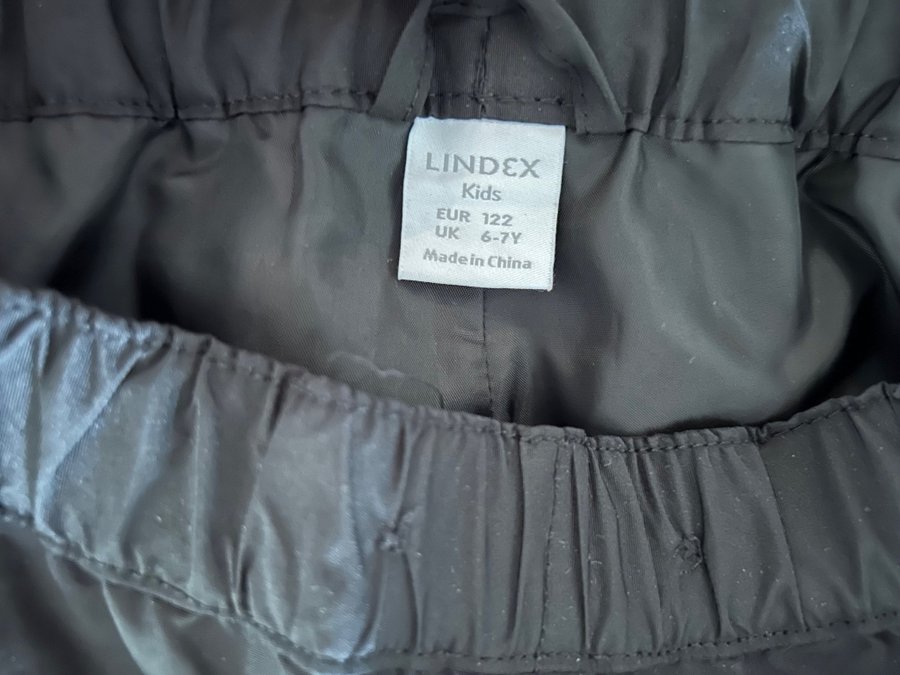 LINDEX
Kids
EUR 122
UK 6-7Y
Made in China